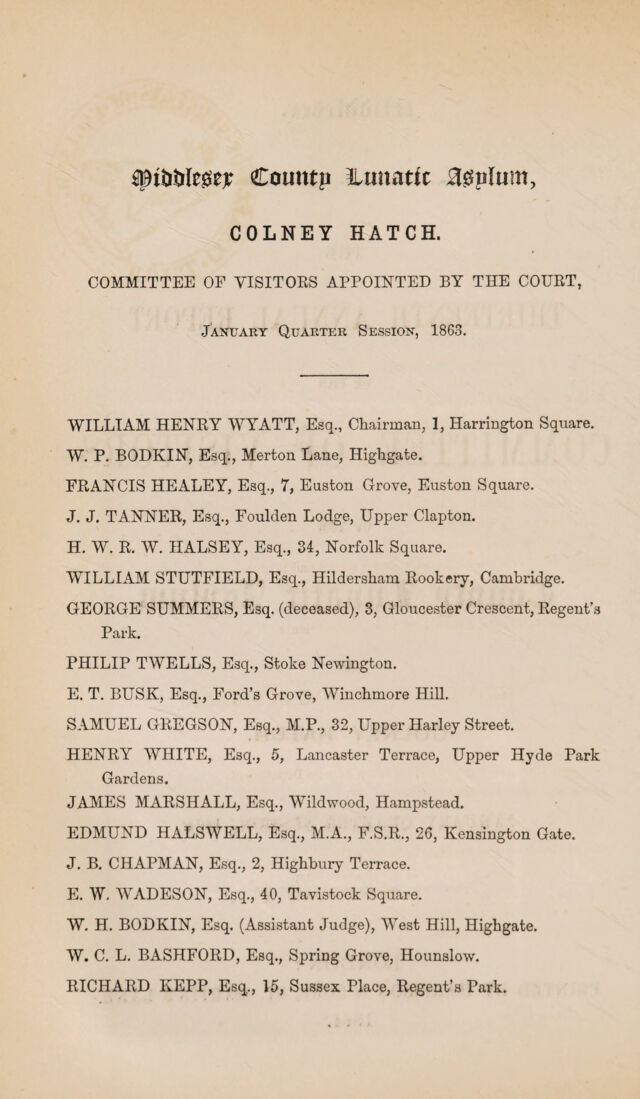 Middlesex County Lunatic Asylum,
COLNEY HATCH.
COMMITTEE OF VISITORS APPOINTED BY THE COURT,
JANUARY QUARTER SESSION, 1863.
WILLIAM HENRY WYATT, Esq., Chairman, 1, Harrington Square.
W. P. BODKIN, Esq., Merton Lane, Highgate.
FRANCIS HEALEY, Esq., 7, Euston Grove, Euston Square.
J. J. TANNER, Esq., Foulden Lodge, Upper Clapton.
H. W. R. W. HALSEY, Esq., 34, Norfolk Square.
WILLIAM STUTFIELD, Esq., Hildersham Rookery, Cambridge.
GEORGE SUMMERS, Esq. (deceased), 3, Gloucester Crescent, Regent's
Park.
PHILIP TWELLS, Esq., Stoke Newington.
E. T. BUSK, Esq., Ford's Grove, Winchmore Hill.
SAMUEL GREGSON, Esq., M.P., 32, Upper Harley Street.
HENRY WHITE, Esq., 5, Lancaster Terrace, Upper Hyde Park
Gardens.
JAMES MARSHALL, Esq., Wildwood, Hampstead.
EDMUND HALSWELL, Esq., M.A., F.S.R., 26, Kensington Gate.
J. B. CHAPMAN, Esq., 2, Highbury Terrace.
E. W. WADESON, Esq., 40, Tavistock Square.
W. H. BODKIN, Esq. (Assistant Judge), West Hill, Highgate.
W. C. L. BASHFORD, Esq., Spring Grove, Hounslow.
RICHARD KEPP, Esq., 15, Sussex Place, Regent's Park.